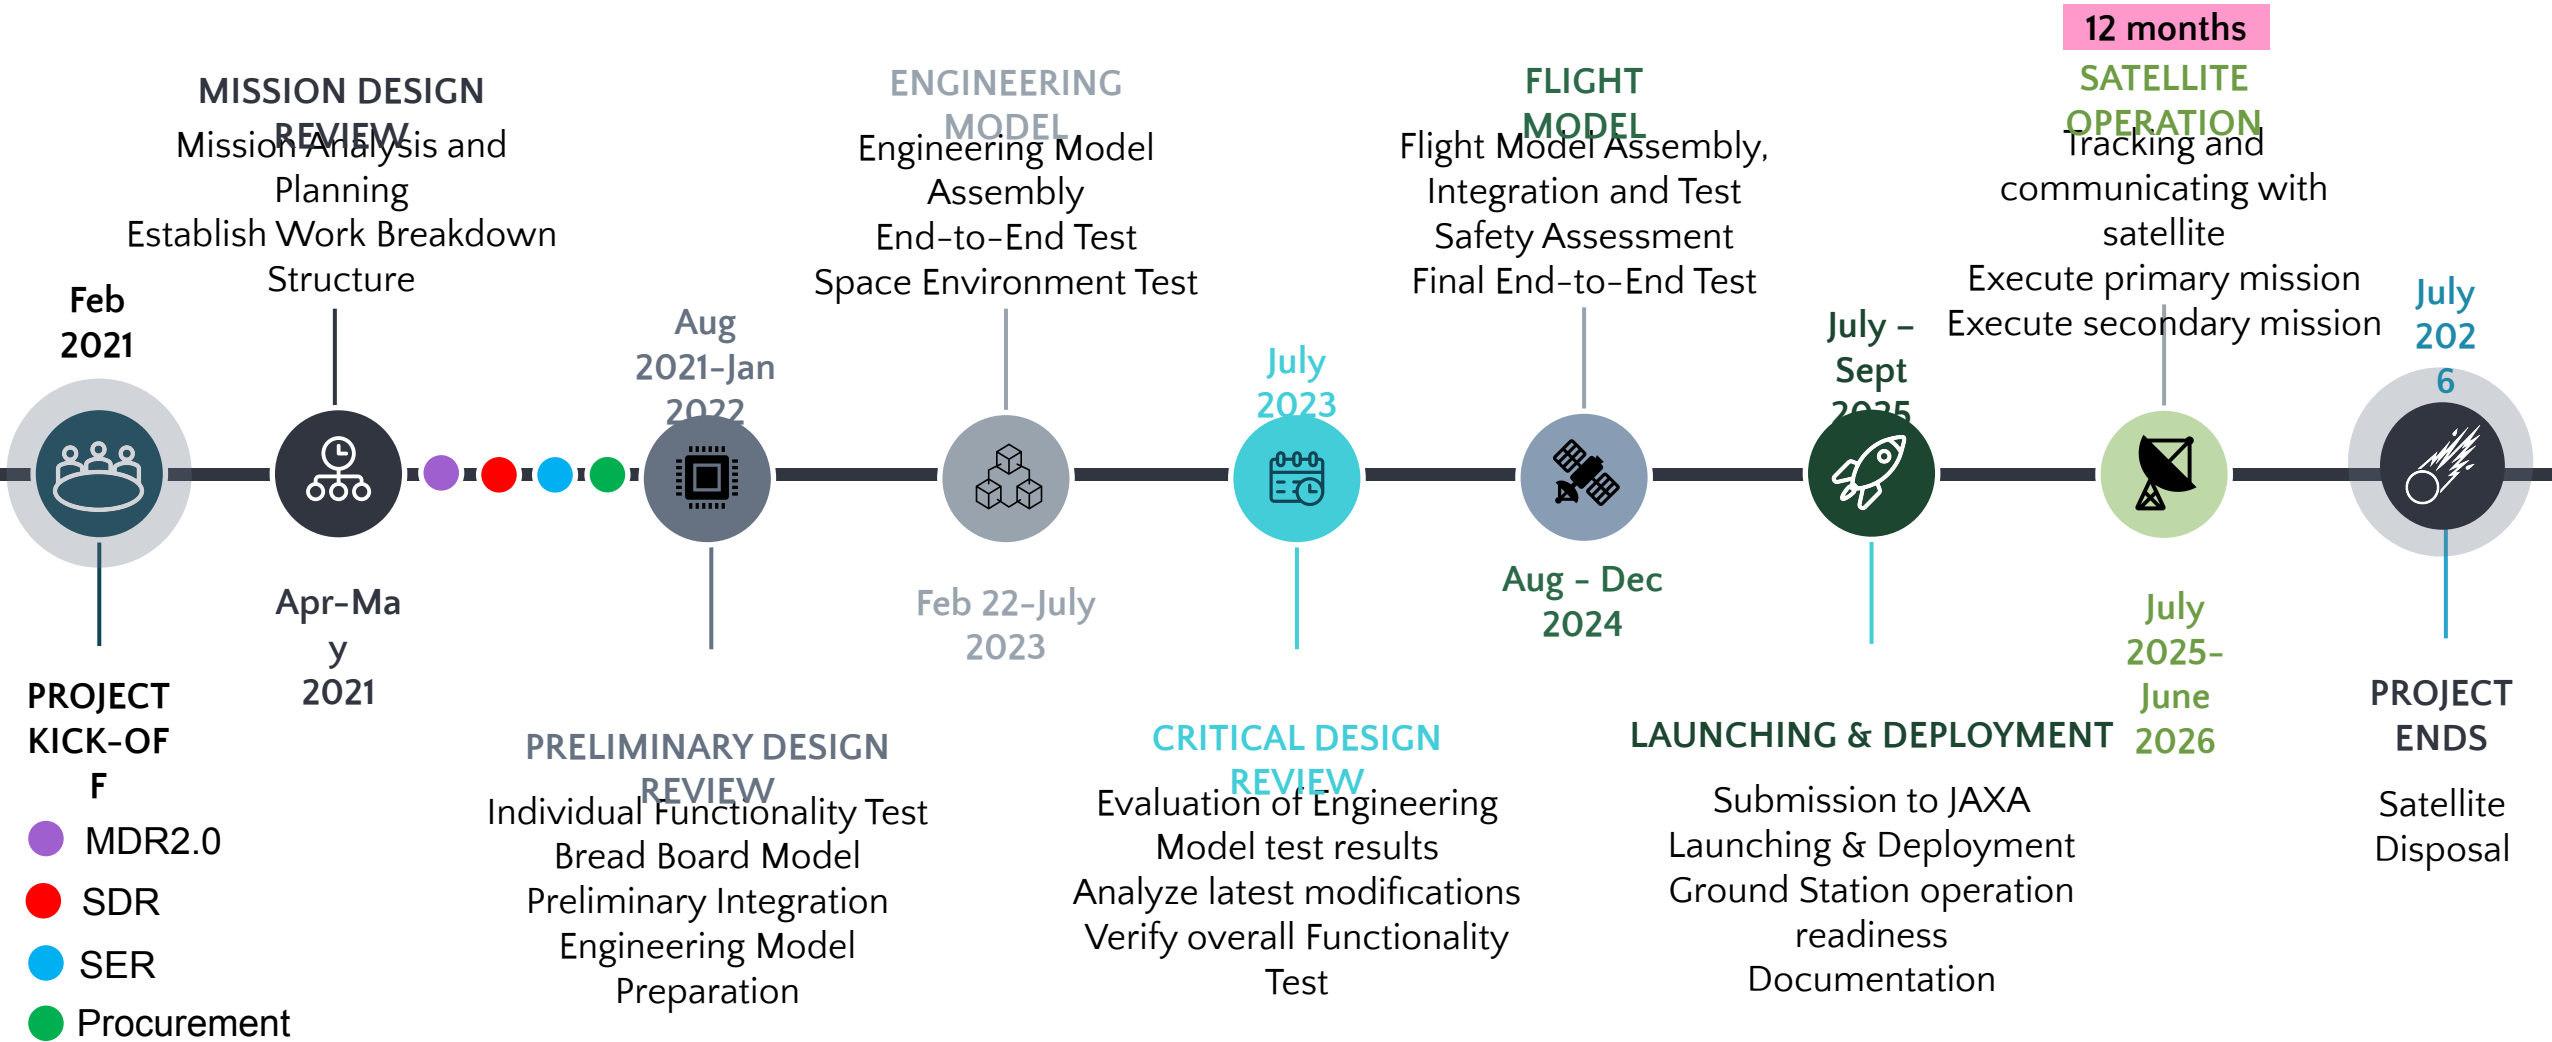 12 months
MISSION DESIGN
REVIEW
Mission Analysis and
Planning
Establish Work Breakdown
Structure
ENGINEERING
MODEL
Engineering Model
Assembly
End-to-End Test
Space Environment Test
FLIGHT
MODEL
Flight Model Assembly,
Integration and Test
Safety Assessment
Final End-to-End Test
SATELLITE
OPERATION
Tracking and
communicating with
satellite
Execute primary mission
Execute secondary mission
Feb
2021
Aug
2021-Jan
2022
July
2023
July –
Sept
2025
July
202
6
Apr-Ma
y
2021
Feb 22-July
2023
Aug - Dec
2024
July
2025-
June
2026
PROJECT
KICK-OF
F
PRELIMINARY DESIGN
REVIEW
Individual Functionality Test
Bread Board Model
Preliminary Integration
Engineering Model
Preparation
CRITICAL DESIGN
REVIEW
Evaluation of Engineering
Model test results
Analyze latest modifications
Verify overall Functionality
Test
LAUNCHING & DEPLOYMENT
Submission to JAXA
Launching & Deployment
Ground Station operation
readiness
Documentation
PROJECT
ENDS
Satellite
Disposal
MDR2.0
SDR
SER
Procurement